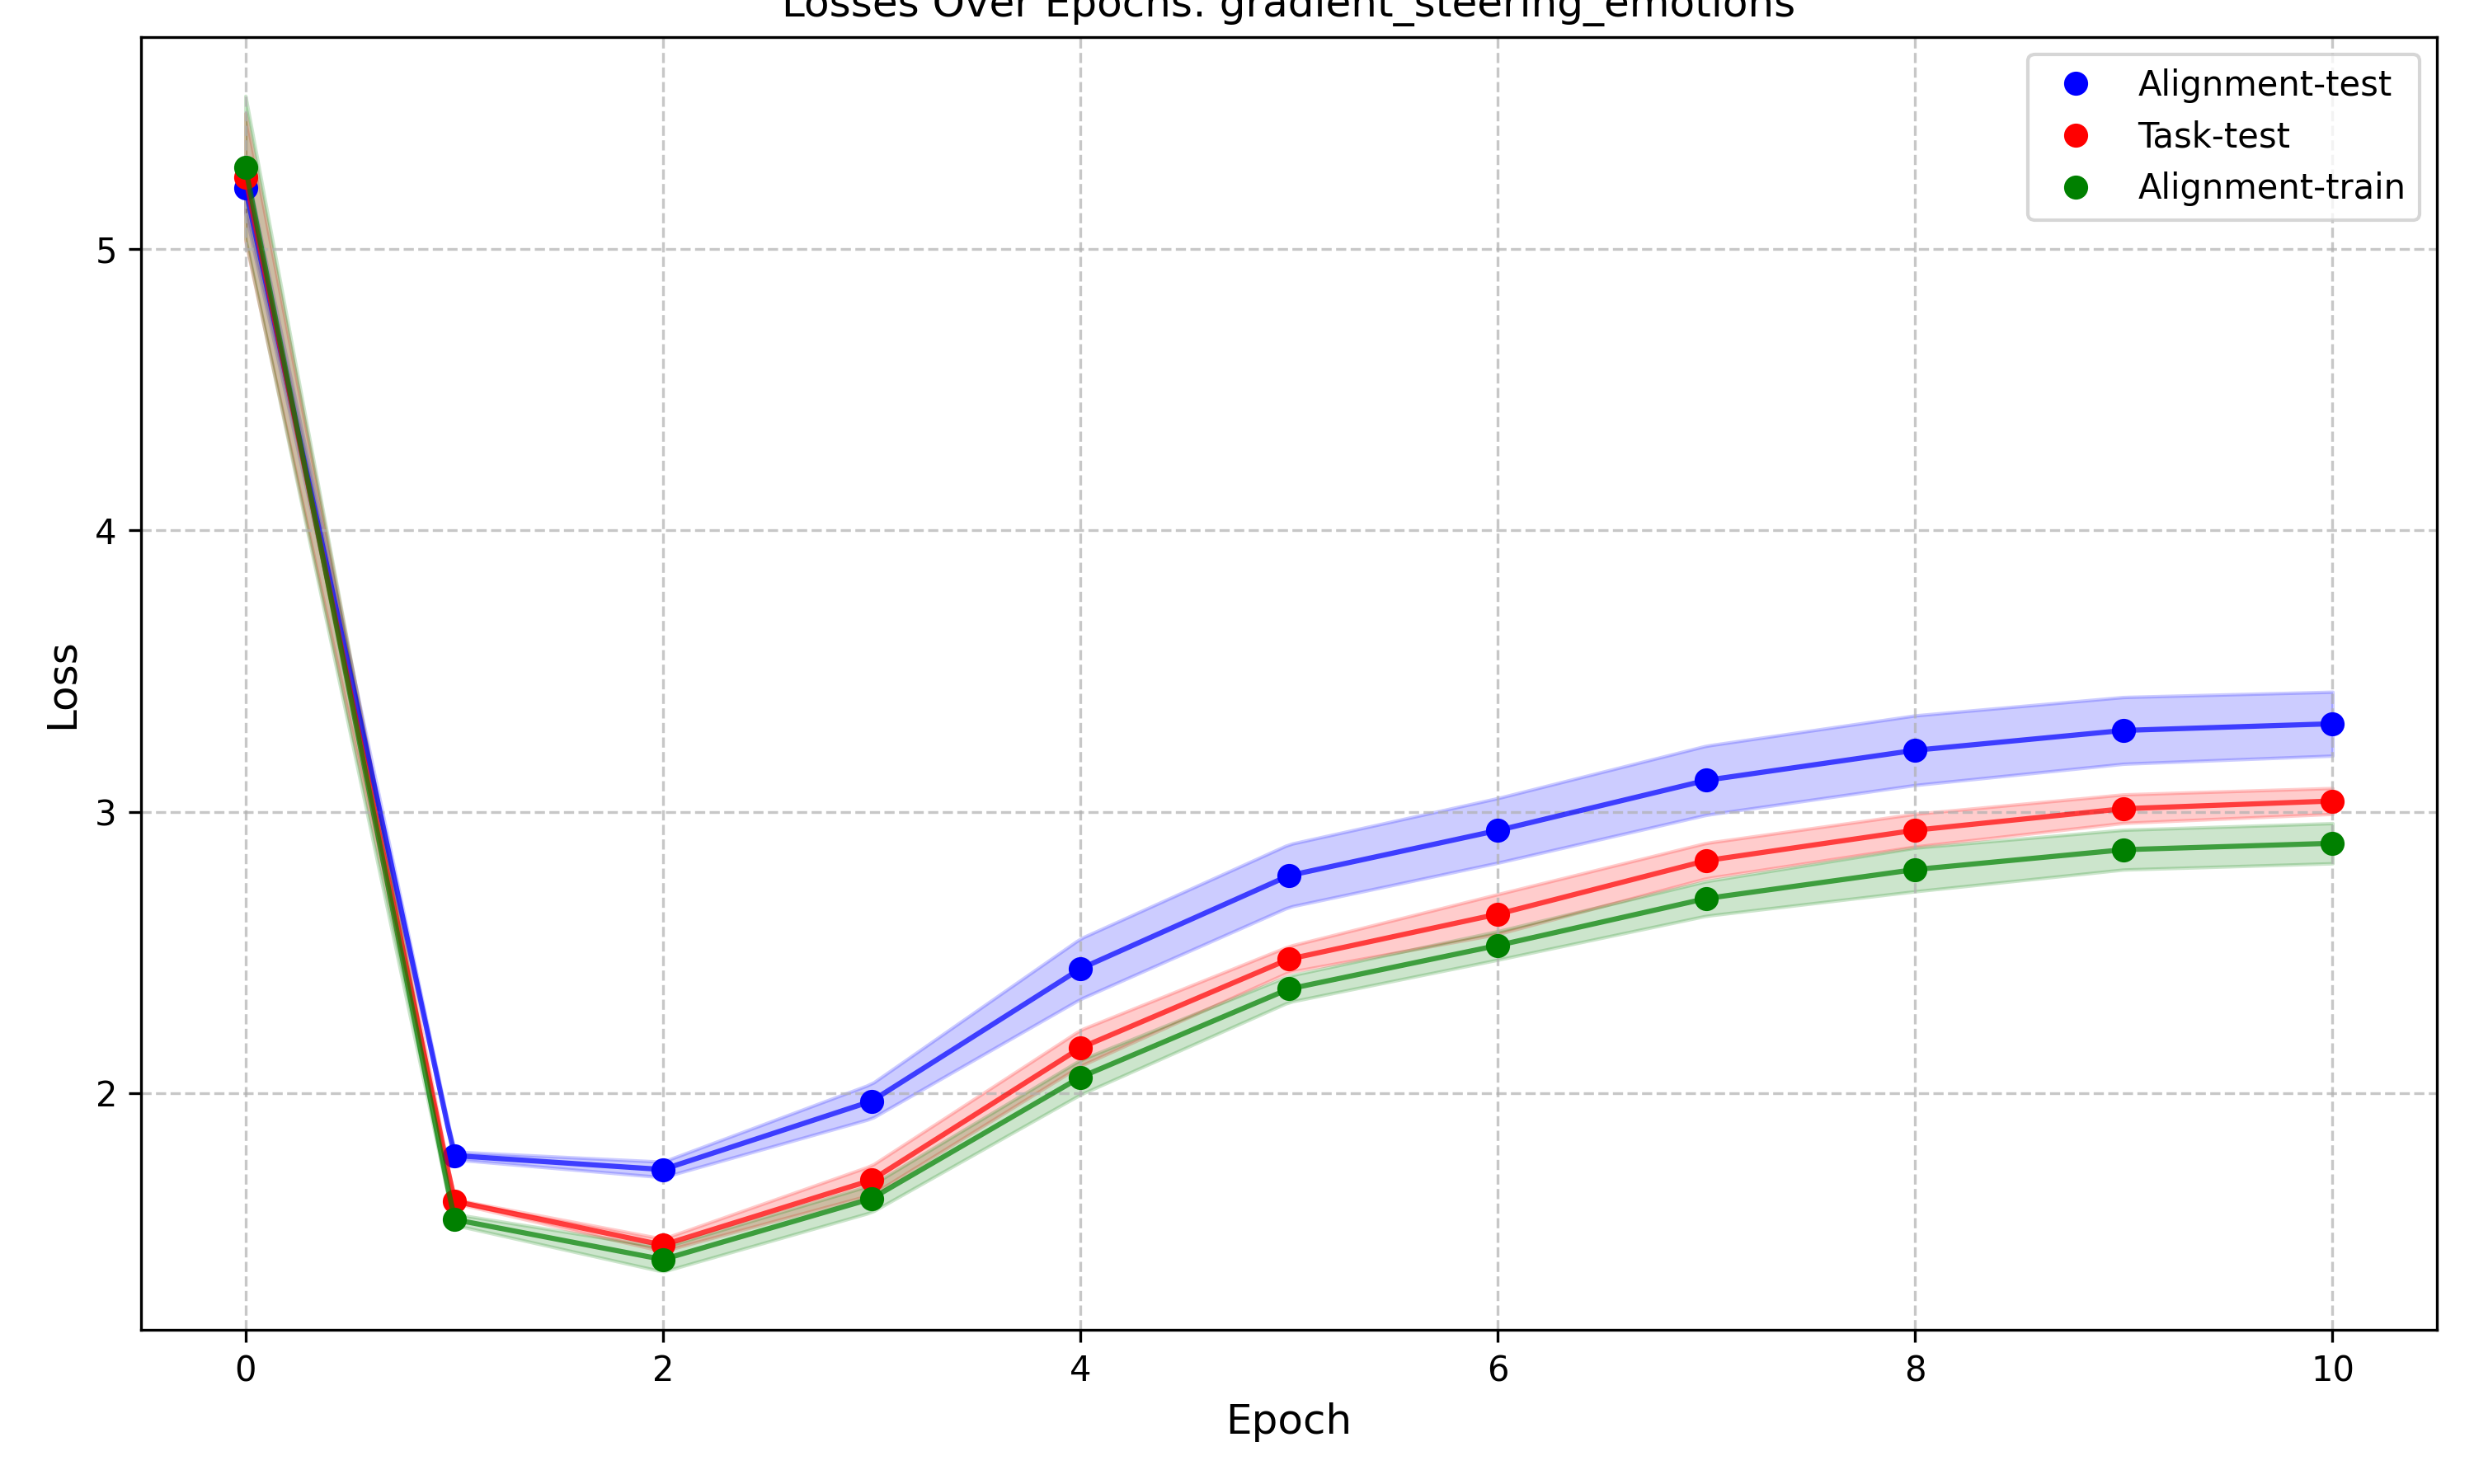 Losses Over Epochs: gradient_steering_emotions
Alignment-test
Task-test
Alignment-train
5
4
3
2
Loss
0 2 4 6 8 10
Epoch